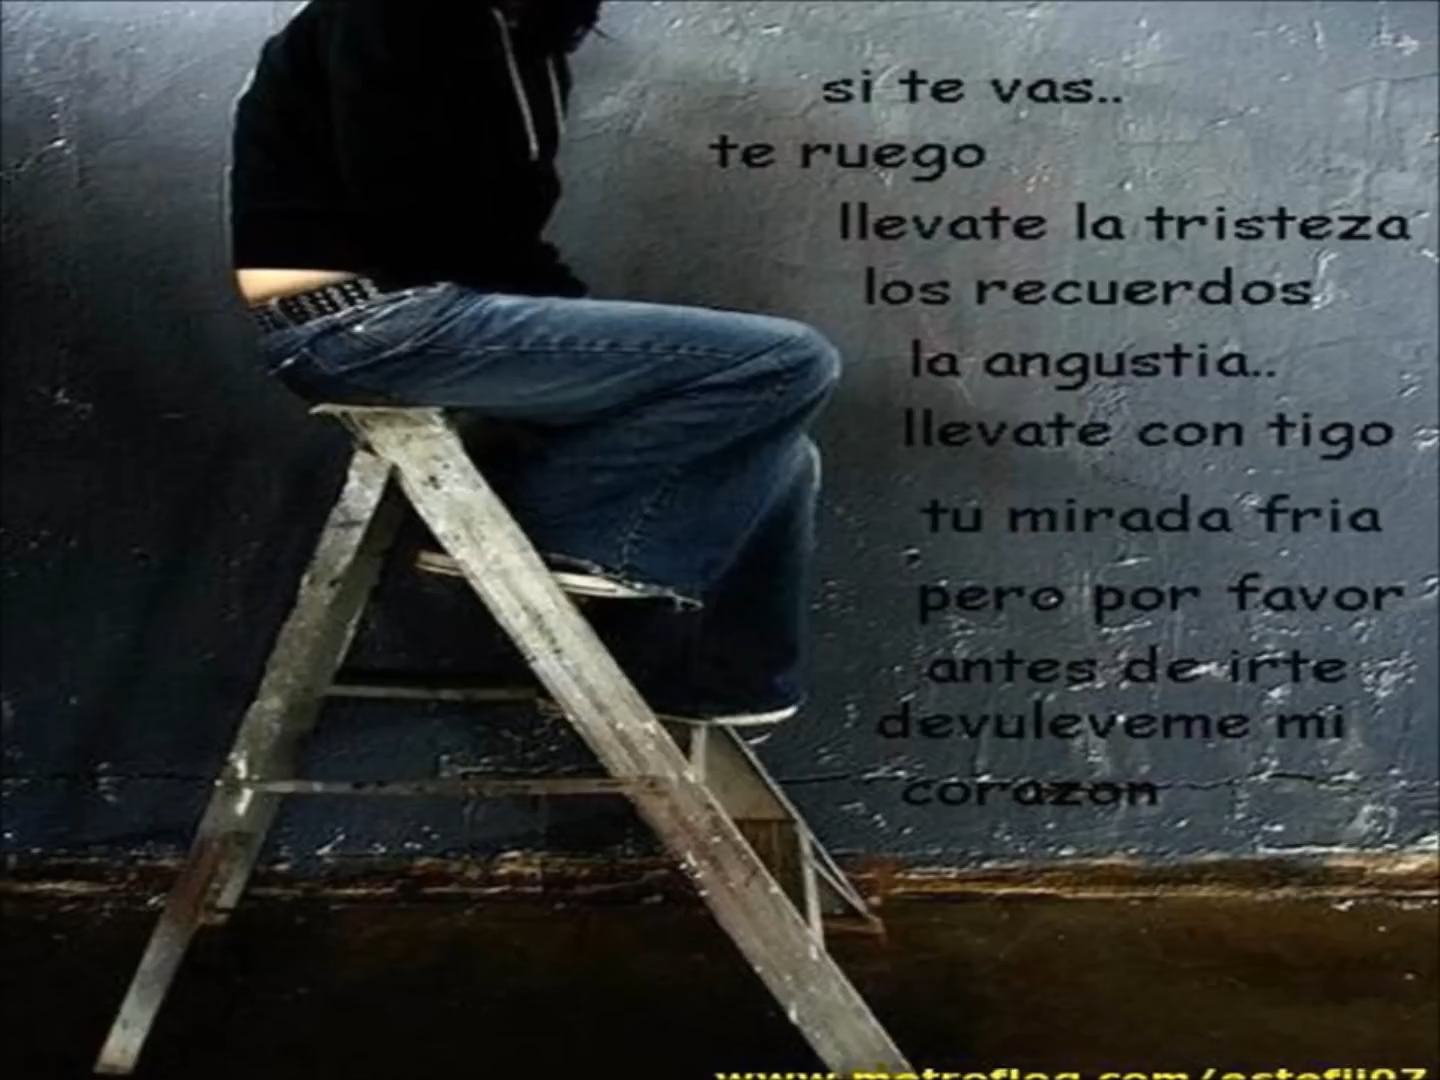 si te vas..
te ruego
llevate la tristeza
los recuerdos
la angustia..
llevate con tigo
tu mirada fria
pero por favor
antes de irte
devuleveme mi
corazon